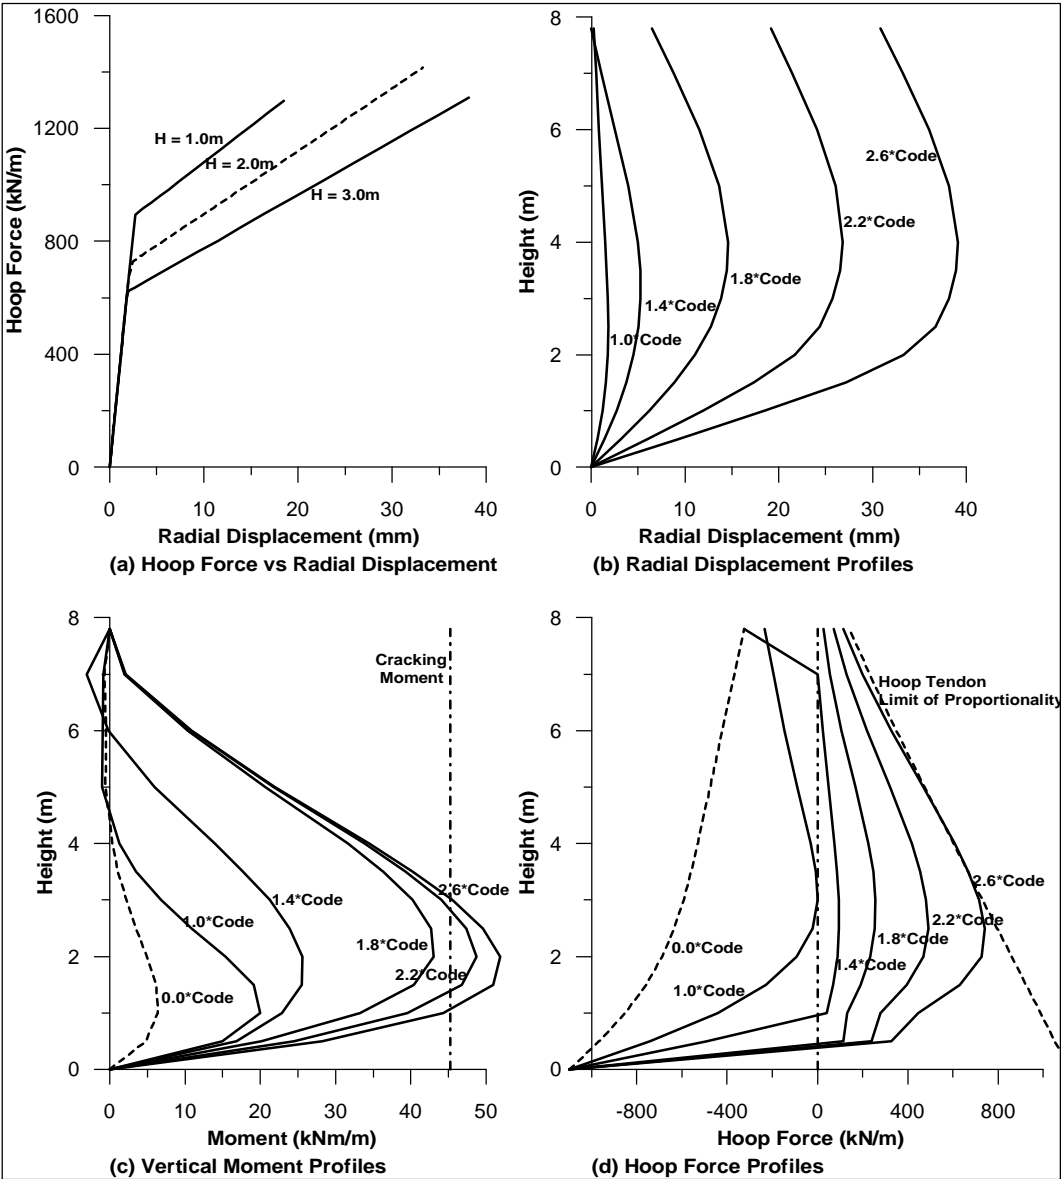 1600
1200
800
400
0
Hoop Force (kN/m)
H = 1.0m
H = 2.0m
H = 3.0m
0 10 20 30 40
Radial Displacement (mm)
(a) Hoop Force vs Radial Displacement
8
6
4
2
0
Height (m)
2.6*Code
2.2*Code
1.8*Code
1.4*Code
1.0*Code
0 10 20 30 40
Radial Displacement (mm)
(b) Radial Displacement Profiles
8
6
4
2
0
Height (m)
Cracking
Moment
2.6*Code
1.4*Code
1.0*Code
1.8*Code
2.2*Code
0.0*Code
0 10 20 30 40 50
Moment (kNm/m)
(c) Vertical Moment Profiles
8
6
4
2
0
Height (m)
Hoop Tendon
Limit of Proportionality
2.6*Code
2.2*Code
1.8*Code
0.0*Code
1.4*Code
1.0*Code
-800 -400 0 400 800
Hoop Force (kN/m)
(d) Hoop Force Profiles